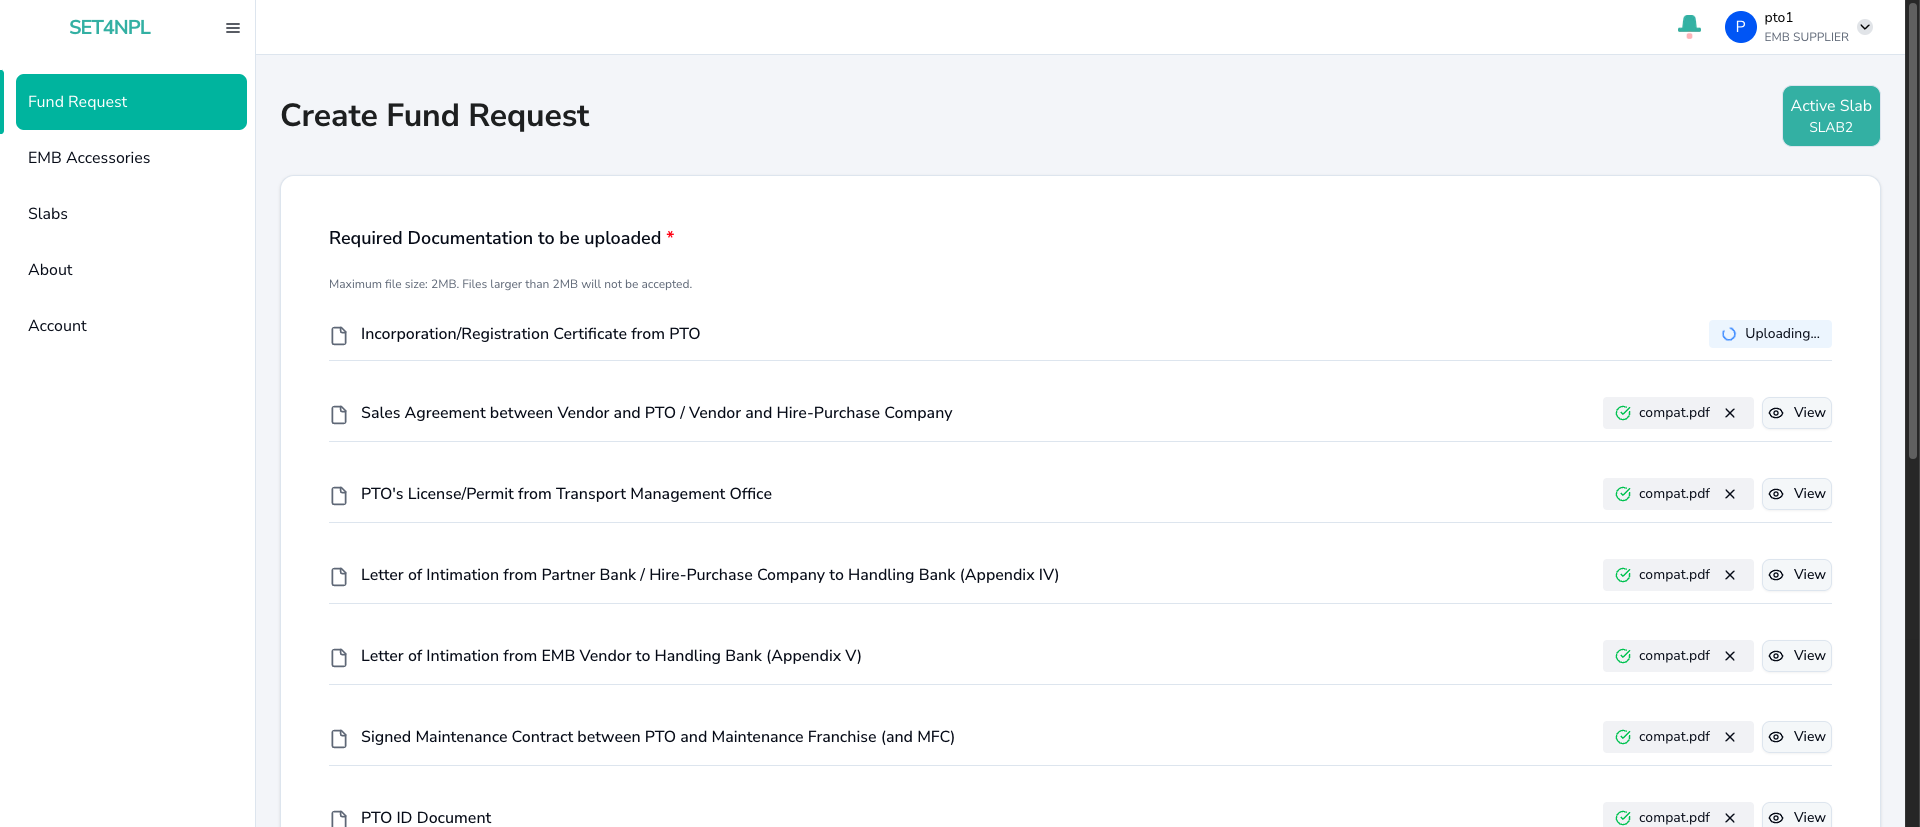 SET4NPL
P
pto1
EMB SUPPLIER
Fund Request
EMB Accessories
Slabs
About
Account
Create Fund Request
Active Slab
SLAB2
Required Documentation to be uploaded *
Maximum file size: 2MB. Files larger than 2MB will not be accepted.
Incorporation/Registration Certificate from PTO
Uploading...
Sales Agreement between Vendor and PTO / Vendor and Hire-Purchase Company
compat.pdf
View
PTO's License/Permit from Transport Management Office
compat.pdf
View
Letter of Intimation from Partner Bank / Hire-Purchase Company to Handling Bank (Appendix IV)
compat.pdf
View
Letter of Intimation from EMB Vendor to Handling Bank (Appendix V)
compat.pdf
View
Signed Maintenance Contract between PTO and Maintenance Franchise (and MFC)
compat.pdf
View
PTO ID Document
compat.pdf
View